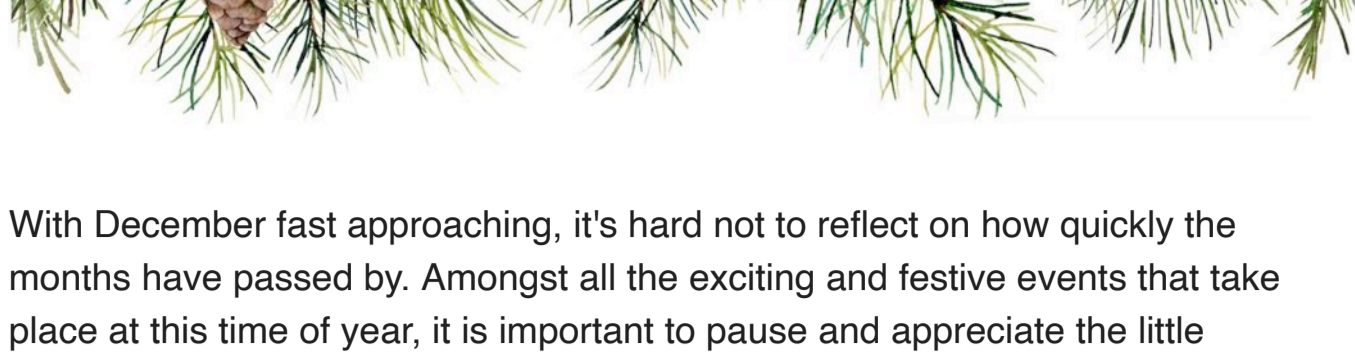 With December fast approaching, it's hard not to reflect on how quickly the
months have passed by. Amongst all the exciting and festive events that take
place at this time of year, it is important to pause and appreciate the little